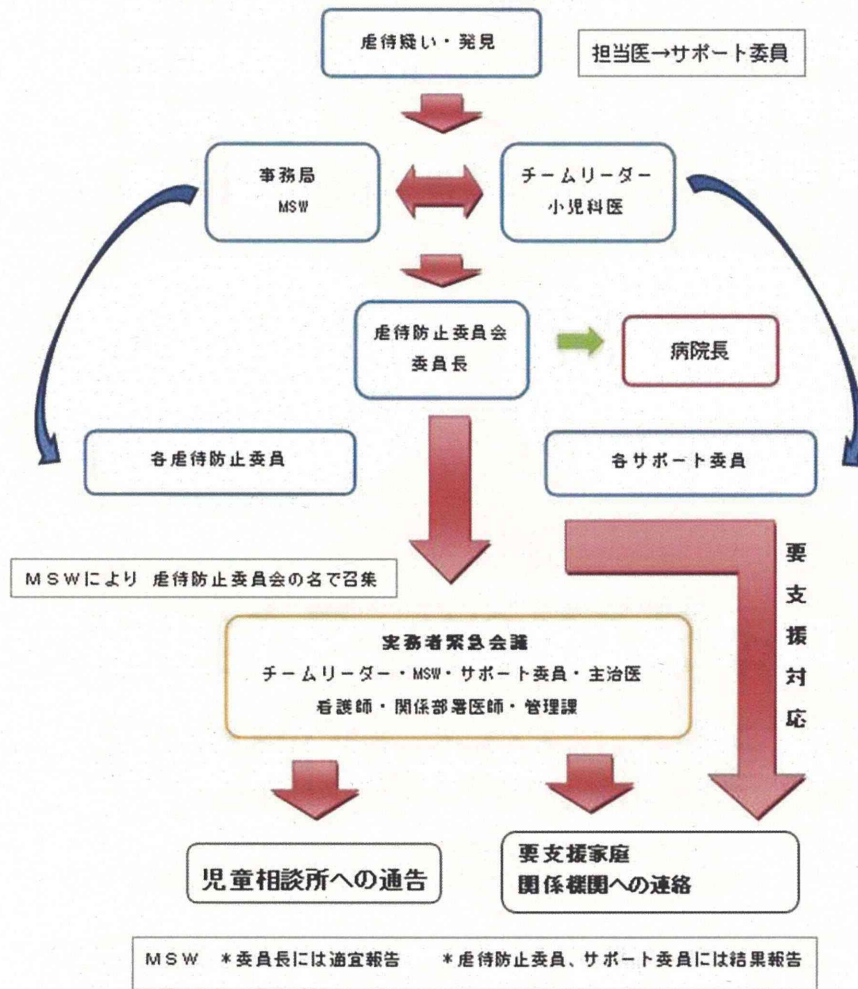 虐待疑い・発見
担当医→サポート委員
事務局
MSW
チームリーダー
小児科医
虐待防止委員会
委員長
病院長
各虐待防止委員
各サポート委員
要支援対応
MSWにより 虐待防止委員会の名で召集
実務者緊急会議
チームリーダー・MSW・サポート委員・主治医
看護師・関係部署医師・管理課
児童相談所への通告
要支援家庭
関係機関への連絡
MSW *委員長には適宜報告 *虐待防止委員、サポート委員には結果報告